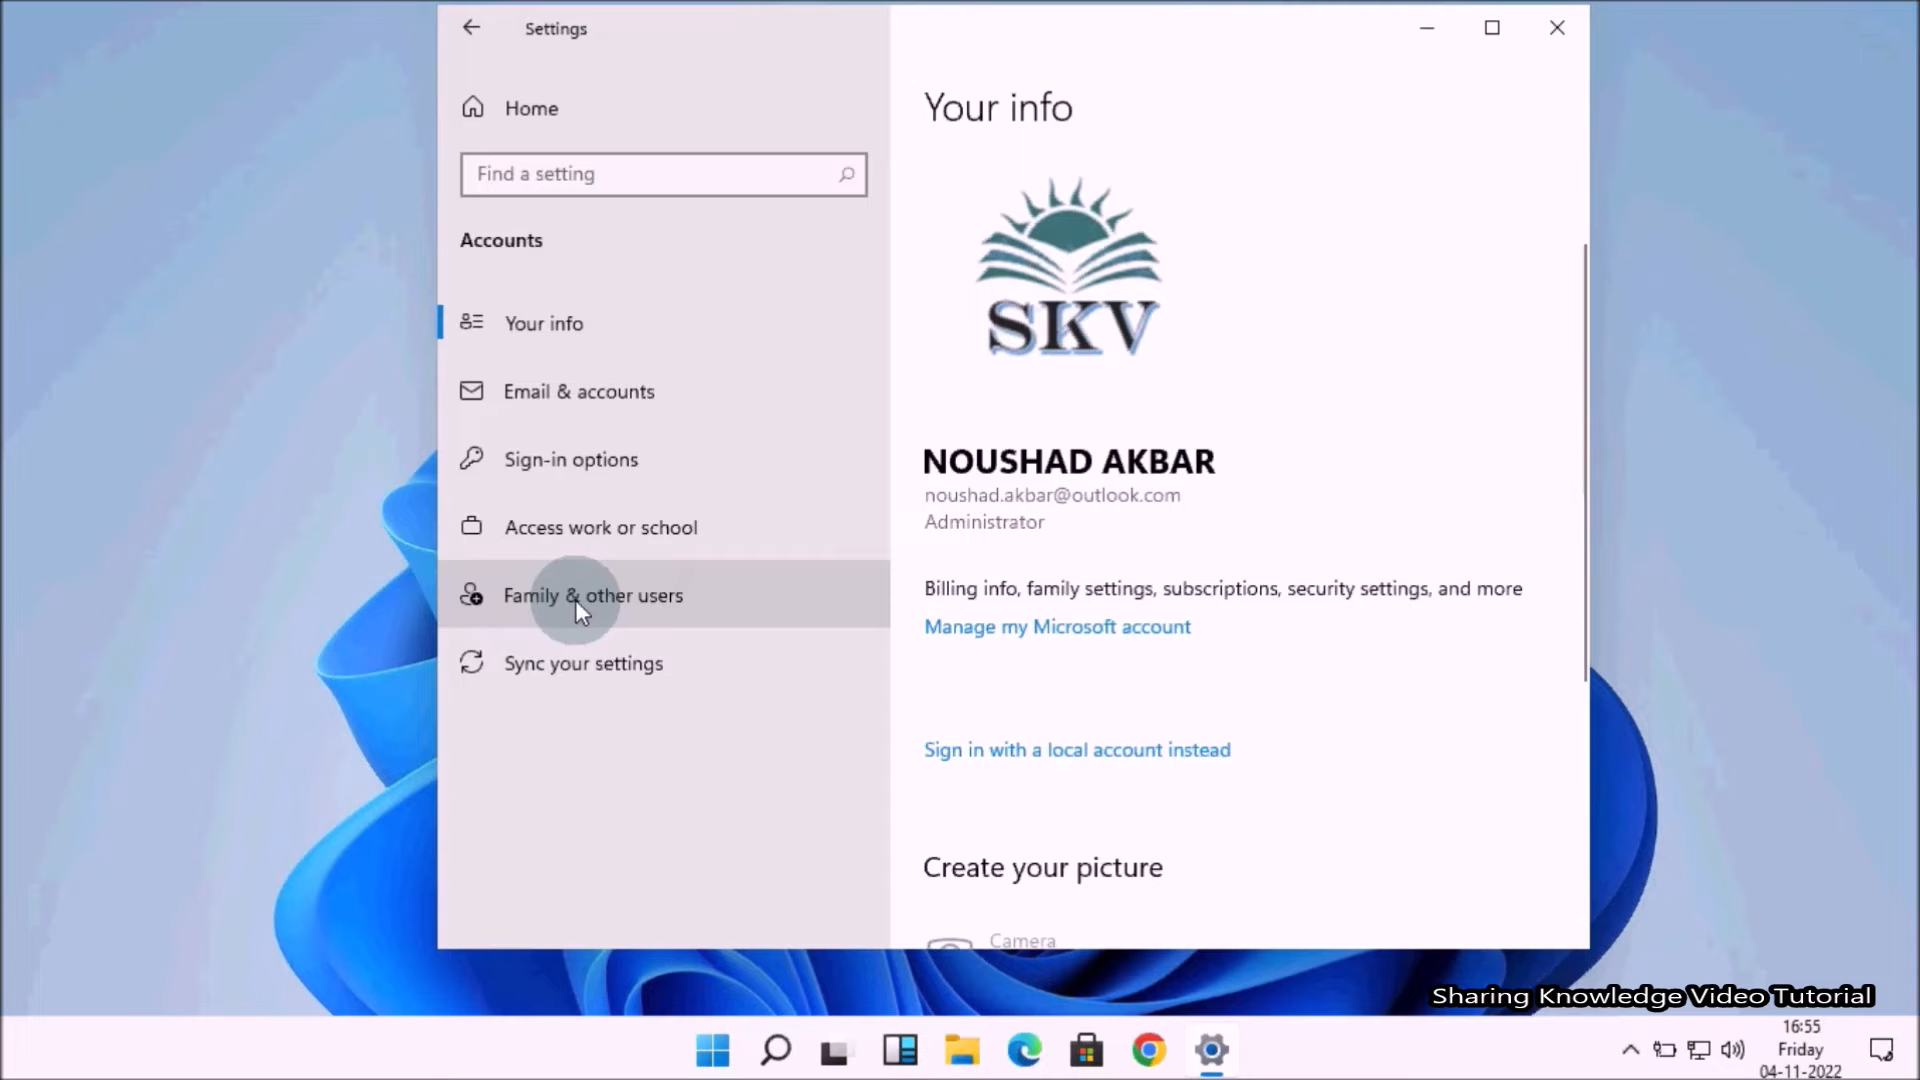 Settings
Home
Find a setting
Accounts
Your info
Email & accounts
Sign-in options
Access work or school
Family & other users
Sync your settings
Your info
SKV
NOUSHAD AKBAR
noushad.akbar@outlook.com
Administrator
Billing info, family settings, subscriptions, security settings, and more
Manage my Microsoft account
Sign in with a local account instead
Create your picture
Camera
Sharing Knowledge Video Tutorial
16:55
Friday
04-11-2022